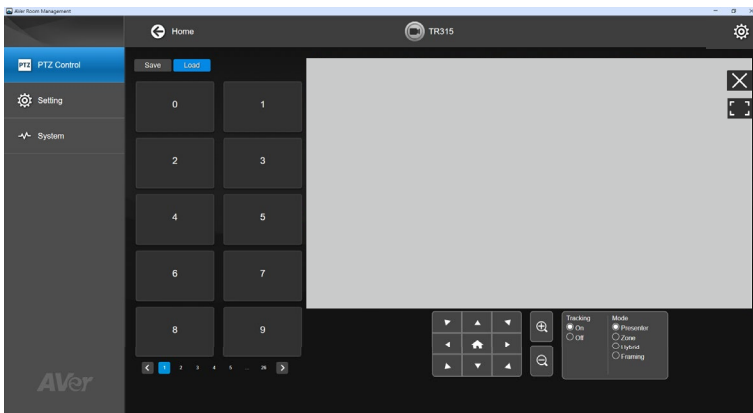 AVer Room Management
Home
TR315
PTZ PTZ Control
Setting
System
Save Load
0 1
2 3
4 5
6 7
8 9
1 2 3 4 5 ... 26
Tracking
On
Off
Mode
Presenter
Zone
Hybrid
Framing
AVer